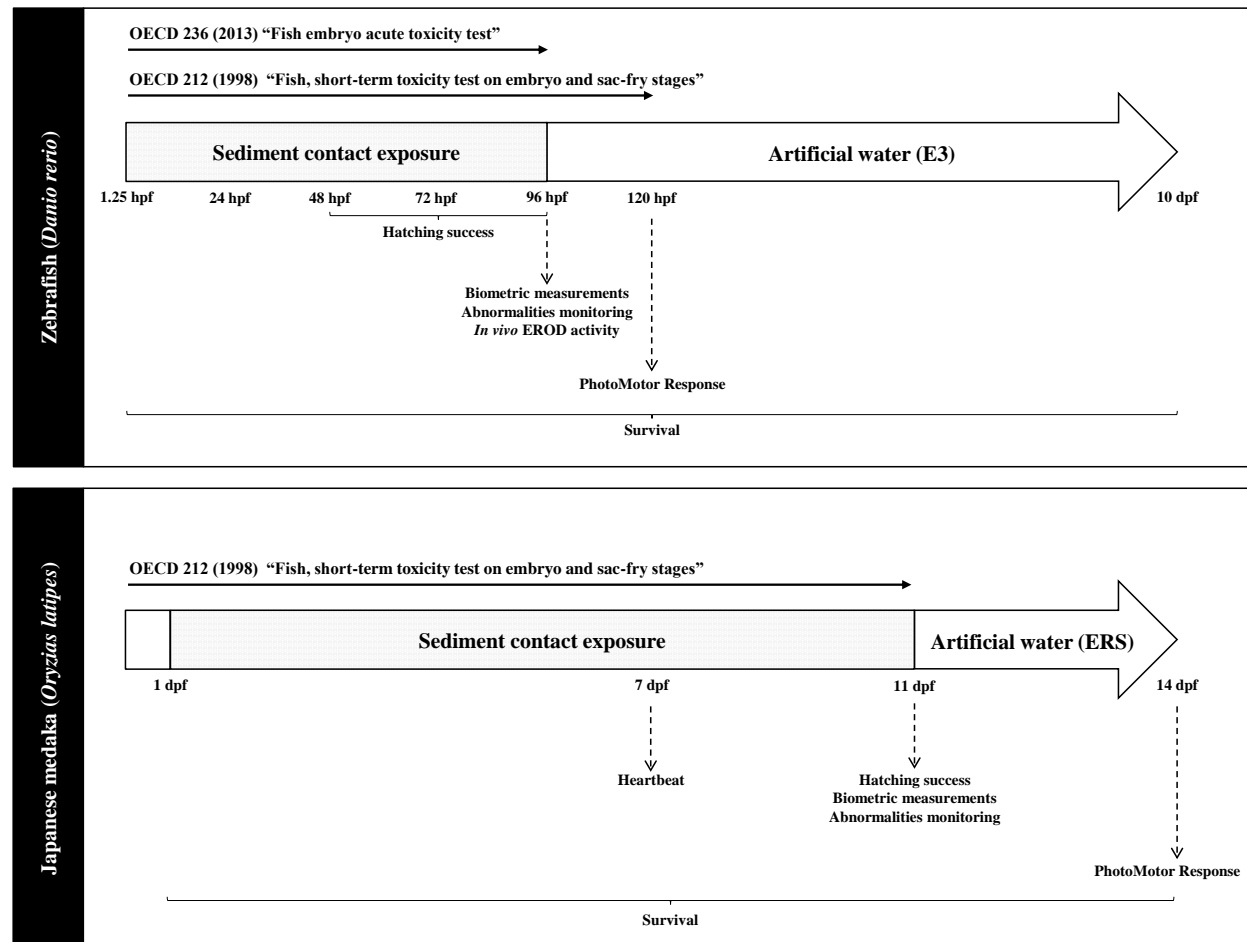 Zebrafish (Danio rerio)
OECD 236 (2013) “Fish embryo acute toxicity test”
OECD 212 (1998) “Fish, short-term toxicity test on embryo and sac-fry stages”
Sediment contact exposure
Artificial water (E3)
1.25 hpf
24 hpf
48 hpf
72 hpf
96 hpf
120 hpf
10 dpf
Hatching success
Biometric measurements
Abnormalities monitoring
In vivo EROD activity
PhotoMotor Response
Survival
Japanese medaka (Oryzias latipes)
OECD 212 (1998) “Fish, short-term toxicity test on embryo and sac-fry stages”
Sediment contact exposure
Artificial water (ERS)
1 dpf
7 dpf
11 dpf
14 dpf
Heartbeat
Hatching success
Biometric measurements
Abnormalities monitoring
PhotoMotor Response
Survival